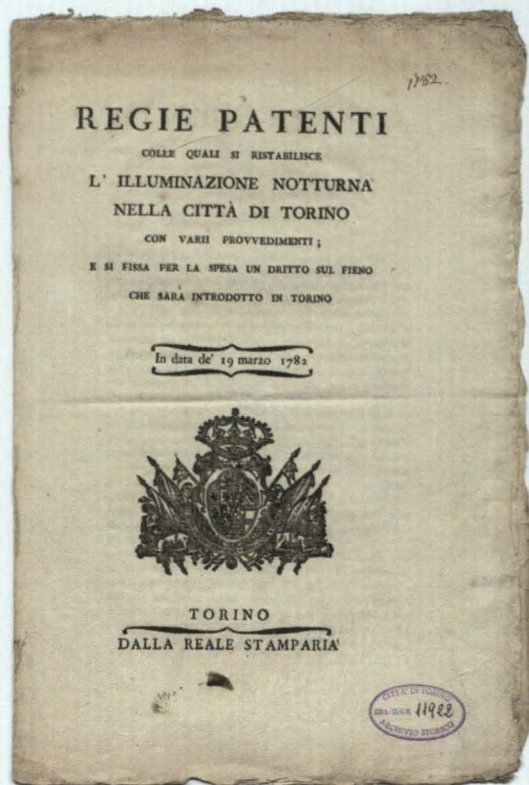 1782
REGIE PATENTI
COLLE QUALI SI RISTABILISCE
L' ILLUMINAZIONE NOTTURNA
NELLA CITTÀ DI TORINO
CON VARII PROVVEDIMENTI ;
E SI FISSA PER LA SPESA UN DRITTO SUL FIENO
CHE SARÀ INTRODOTTO IN TORINO
In data de' 19 marzo 1782
TORINO
DALLA REALE STAMPARIA'
CITTA' DI TORINO
11922
ARCHIVIO STORICO